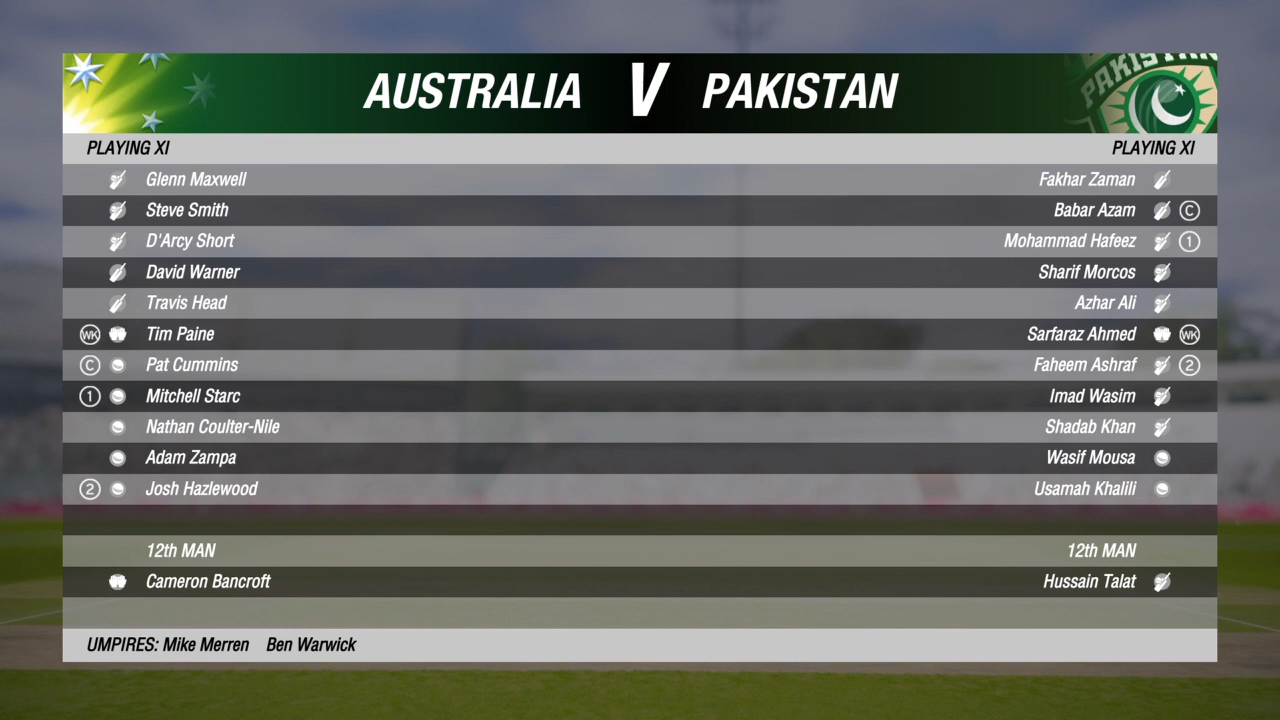 AUSTRALIA V PAKISTAN
PAKISTAN
PLAYING XI PLAYING XI
Glenn Maxwell Fakhar Zaman
Steve Smith Babar Azam C
D'Arcy Short Mohammad Hafeez 1
David Warner Sharif Morcos
Travis Head Azhar Ali
WK Tim Paine Sarfaraz Ahmed WK
C Pat Cummins Faheem Ashraf 2
1 Mitchell Starc Imad Wasim
Nathan Coulter-Nile Shadab Khan
Adam Zampa Wasif Mousa
2 Josh Hazlewood Usamah Khalili
12th MAN 12th MAN
Cameron Bancroft Hussain Talat
UMPIRES: Mike Merren Ben Warwick